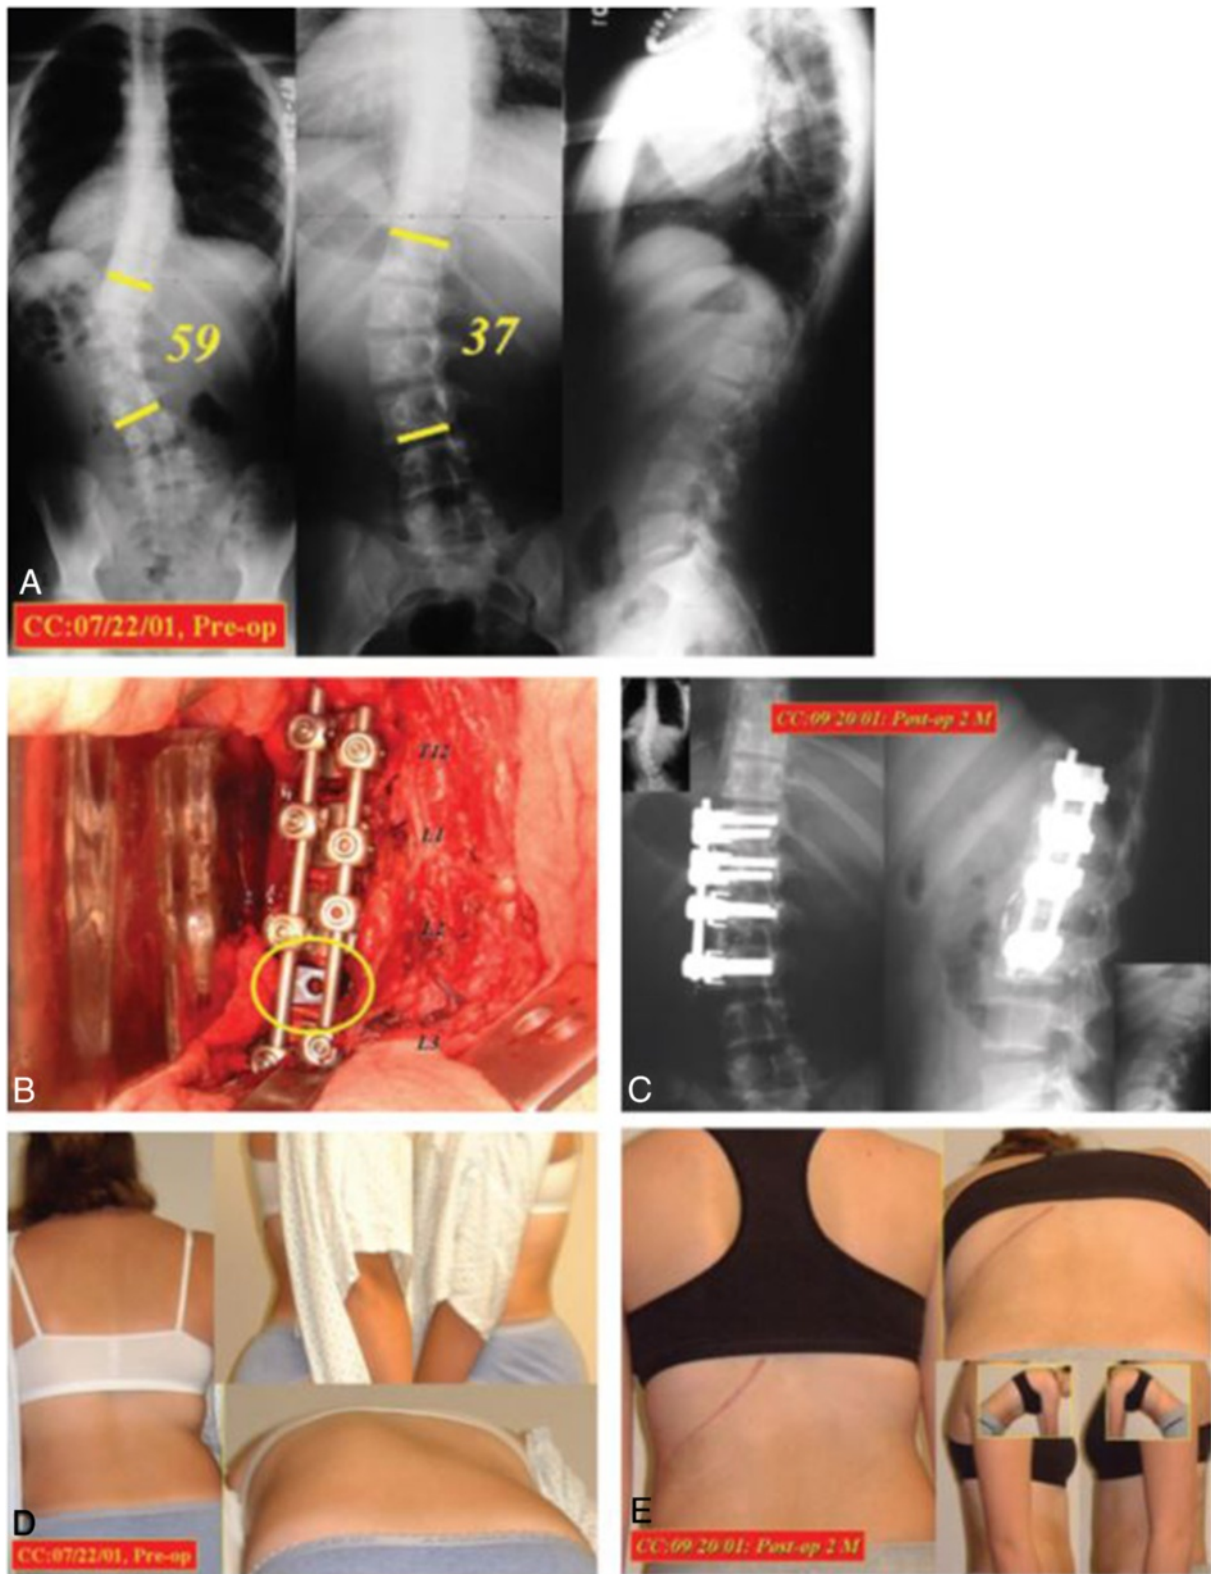 59
37
A
CC:07/22/01, Pre-op
T12
L1
L2
L3
B
CC:09/20/01: Post-op 2 M
C
D
CC:07/22/01, Pre-op
E
CC:09/20/01: Post-op 2 M